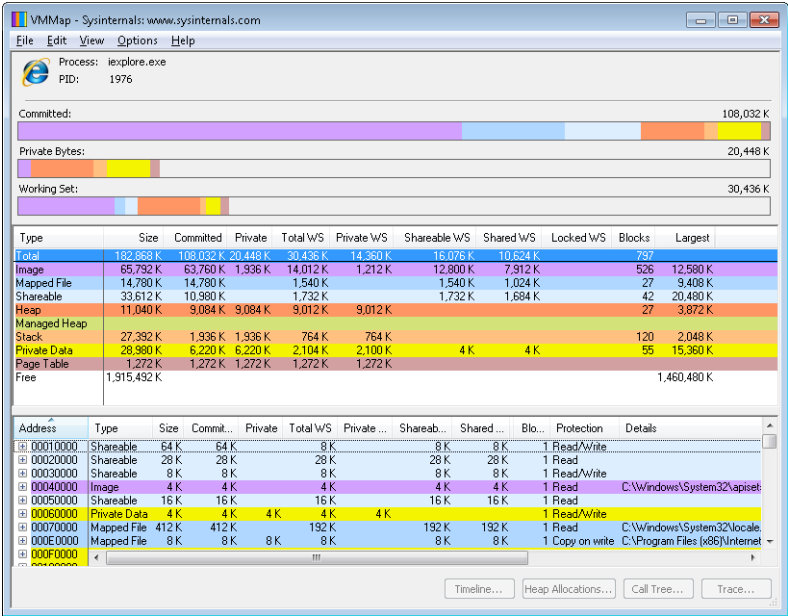 VMMap - Sysinternals: www.sysinternals.com
File Edit View Options Help
Process: iexplore.exe
PID: 1976
Committed: 108,032 K
Private Bytes: 20,448 K
Working Set: 30,436 K
Type Size Committed Private Total WS Private WS Shareable WS Shared WS Locked WS Blocks Largest
Total 182,868 K 108,032 K 20,448 K 30,436 K 14,360 K 16,076 K 10,624 K 797
Image 65,792 K 63,760 K 1,936 K 14,012 K 1,212 K 12,800 K 7,912 K 526 12,580 K
Mapped File 14,780 K 14,780 K 1,540 K 1,540 K 1,024 K 27 9,408 K
Shareable 33,612 K 10,980 K 1,732 K 1,732 K 1,684 K 42 20,480 K
Heap 11,040 K 9,084 K 9,084 K 9,012 K 9,012 K 27 3,872 K
Managed Heap
Stack 27,392 K 1,936 K 1,936 K 764 K 764 K 120 2,048 K
Private Data 28,980 K 6,220 K 6,220 K 2,104 K 2,100 K 4 K 4 K 55 15,360 K
Page Table 1,272 K 1,272 K 1,272 K 1,272 K 1,272 K
Free 1,915,492 K 1,460,480 K
Address Type Size Commit... Private Total WS Private ... Shareab... Shared ... Blo... Protection Details
00010000 Shareable 64 K 64 K 8 K 8 K 8 K 1 Read/Write
00020000 Shareable 28 K 28 K 28 K 28 K 28 K 1 Read
00030000 Shareable 8 K 8 K 8 K 8 K 8 K 1 Read/Write
00040000 Image 4 K 4 K 4 K 4 K 4 K 1 Read C:\Windows\System32\apiset
00050000 Shareable 16 K 16 K 16 K 16 K 16 K 1 Read
00060000 Private Data 4 K 4 K 4 K 4 K 4 K 1 Read/Write
00070000 Mapped File 412 K 412 K 192 K 192 K 192 K 1 Read C:\Windows\System32\locale.
000E0000 Mapped File 8 K 8 K 8 K 8 K 8 K 8 K 1 Copy on write C:\Program Files (x86)\Internet
000F0000
Timeline... Heap Allocations... Call Tree... Trace...